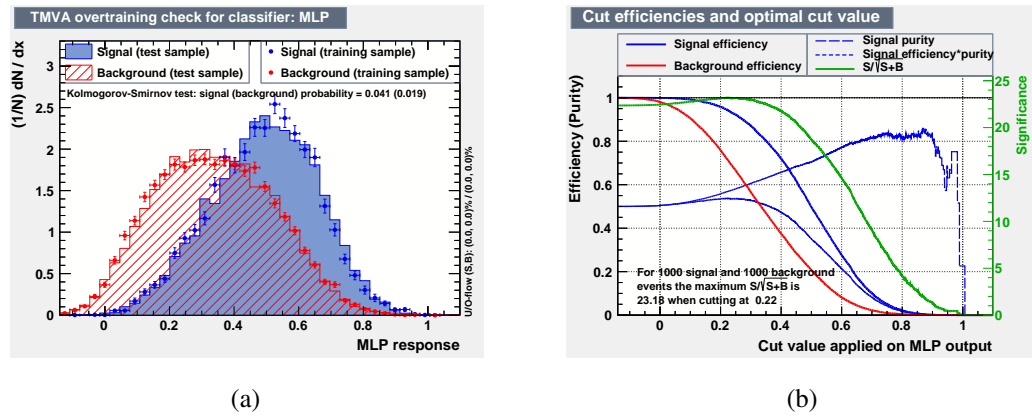 TMVA overtraining check for classifier: MLP
Signal (test sample)
Background (test sample)
Signal (training sample)
Background (training sample)
Kolmogorov-Smirnov test: signal (background) probability = 0.041 (0.019)
(1/N) dN / dx
3
2.5
2
1.5
1
0.5
0
0 0.2 0.4 0.6 0.8 1
MLP response
U/O-flow (S,B): (0.0, 0.0)% / (0.0, 0.0)%
(a)
Cut efficiencies and optimal cut value
Signal efficiency
Background efficiency
Signal purity
Signal efficiency*purity
S/√S+B
Efficiency (Purity)
1
0.8
0.6
0.4
0.2
0
25
20
15
10
5
0
Significance
For 1000 signal and 1000 background
events the maximum S/√S+B is
23.18 when cutting at 0.22
0 0.2 0.4 0.6 0.8 1
Cut value applied on MLP output
(b)